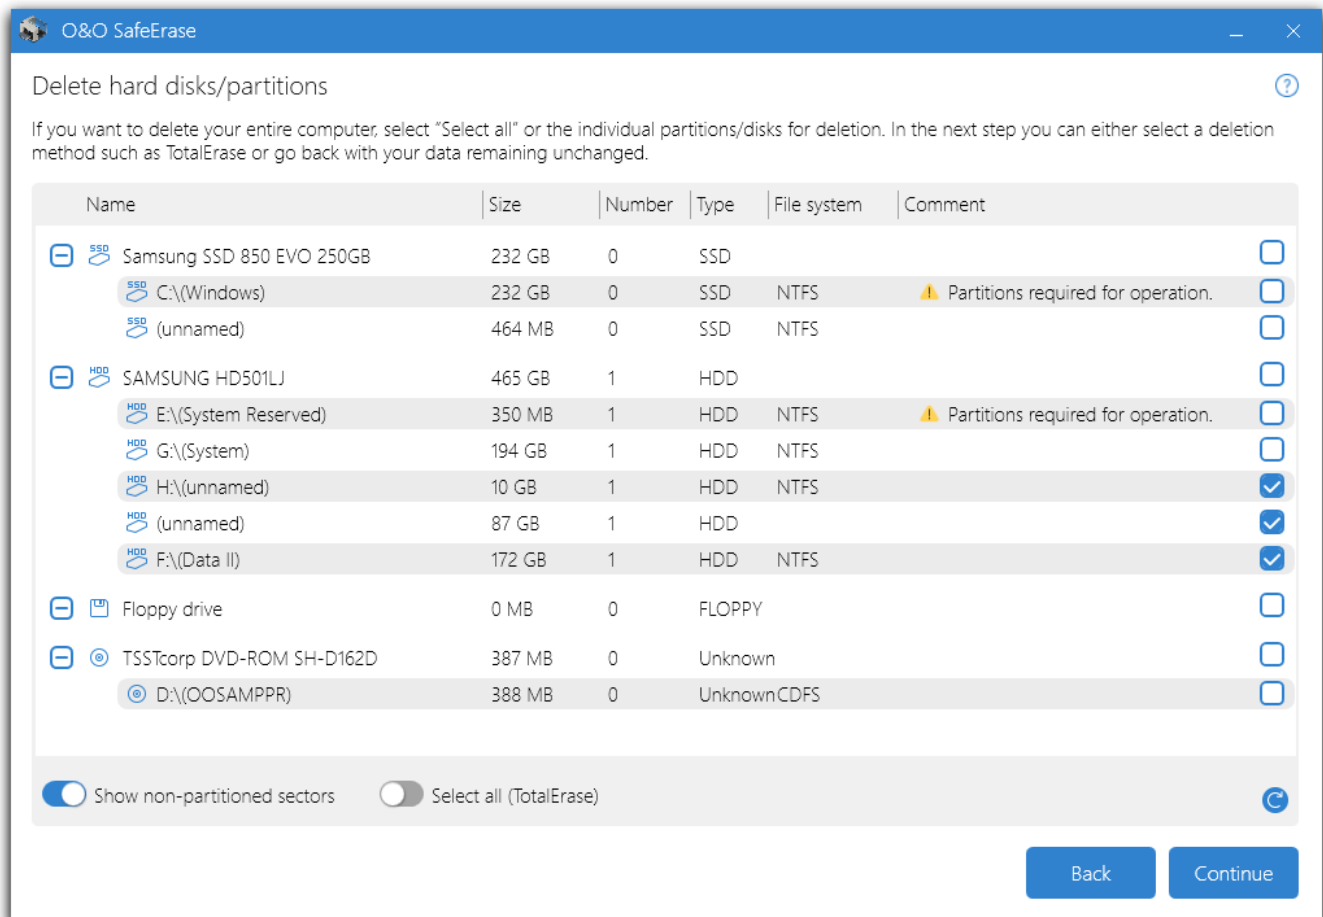 O&O SafeErase
Delete hard disks/partitions
?
If you want to delete your entire computer, select “Select all” or the individual partitions/disks for deletion. In the next step you can either select a deletion
method such as TotalErase or go back with your data remaining unchanged.
Name Size Number Type File system Comment
SSD Samsung SSD 850 EVO 250GB 232 GB 0 SSD
SSD C:\(Windows) 232 GB 0 SSD NTFS Partitions required for operation.
SSD (unnamed) 464 MB 0 SSD NTFS
HDD SAMSUNG HD501LJ 465 GB 1 HDD
HDD E:\(System Reserved) 350 MB 1 HDD NTFS Partitions required for operation.
HDD G:\(System) 194 GB 1 HDD NTFS
HDD H:\(unnamed) 10 GB 1 HDD NTFS
HDD (unnamed) 87 GB 1 HDD
HDD F:\(Data II) 172 GB 1 HDD NTFS
Floppy drive 0 MB 0 FLOPPY
TSSTcorp DVD-ROM SH-D162D 387 MB 0 Unknown
D:\(OOSAMPPR) 388 MB 0 Unknown CDFS
Show non-partitioned sectors Select all (TotalErase)
Back Continue